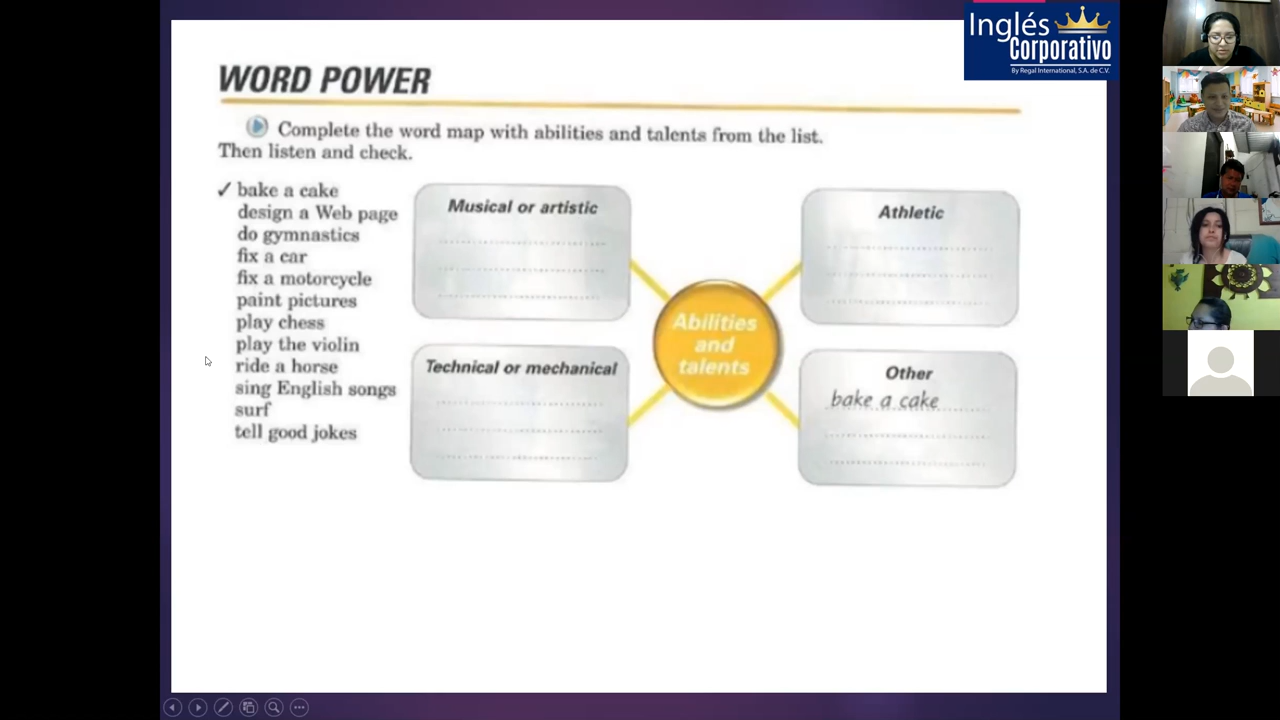 Inglés
Corporativo
By Regal International, S.A. de C.V.
WORD POWER
Complete the word map with abilities and talents from the list.
Then listen and check.
✓ bake a cake
design a Web page
do gymnastics
fix a car
fix a motorcycle
paint pictures
play chess
play the violin
ride a horse
sing English songs
surf
tell good jokes
Musical or artistic
Athletic
Abilities
and
talents
Technical or mechanical
Other
bake a cake